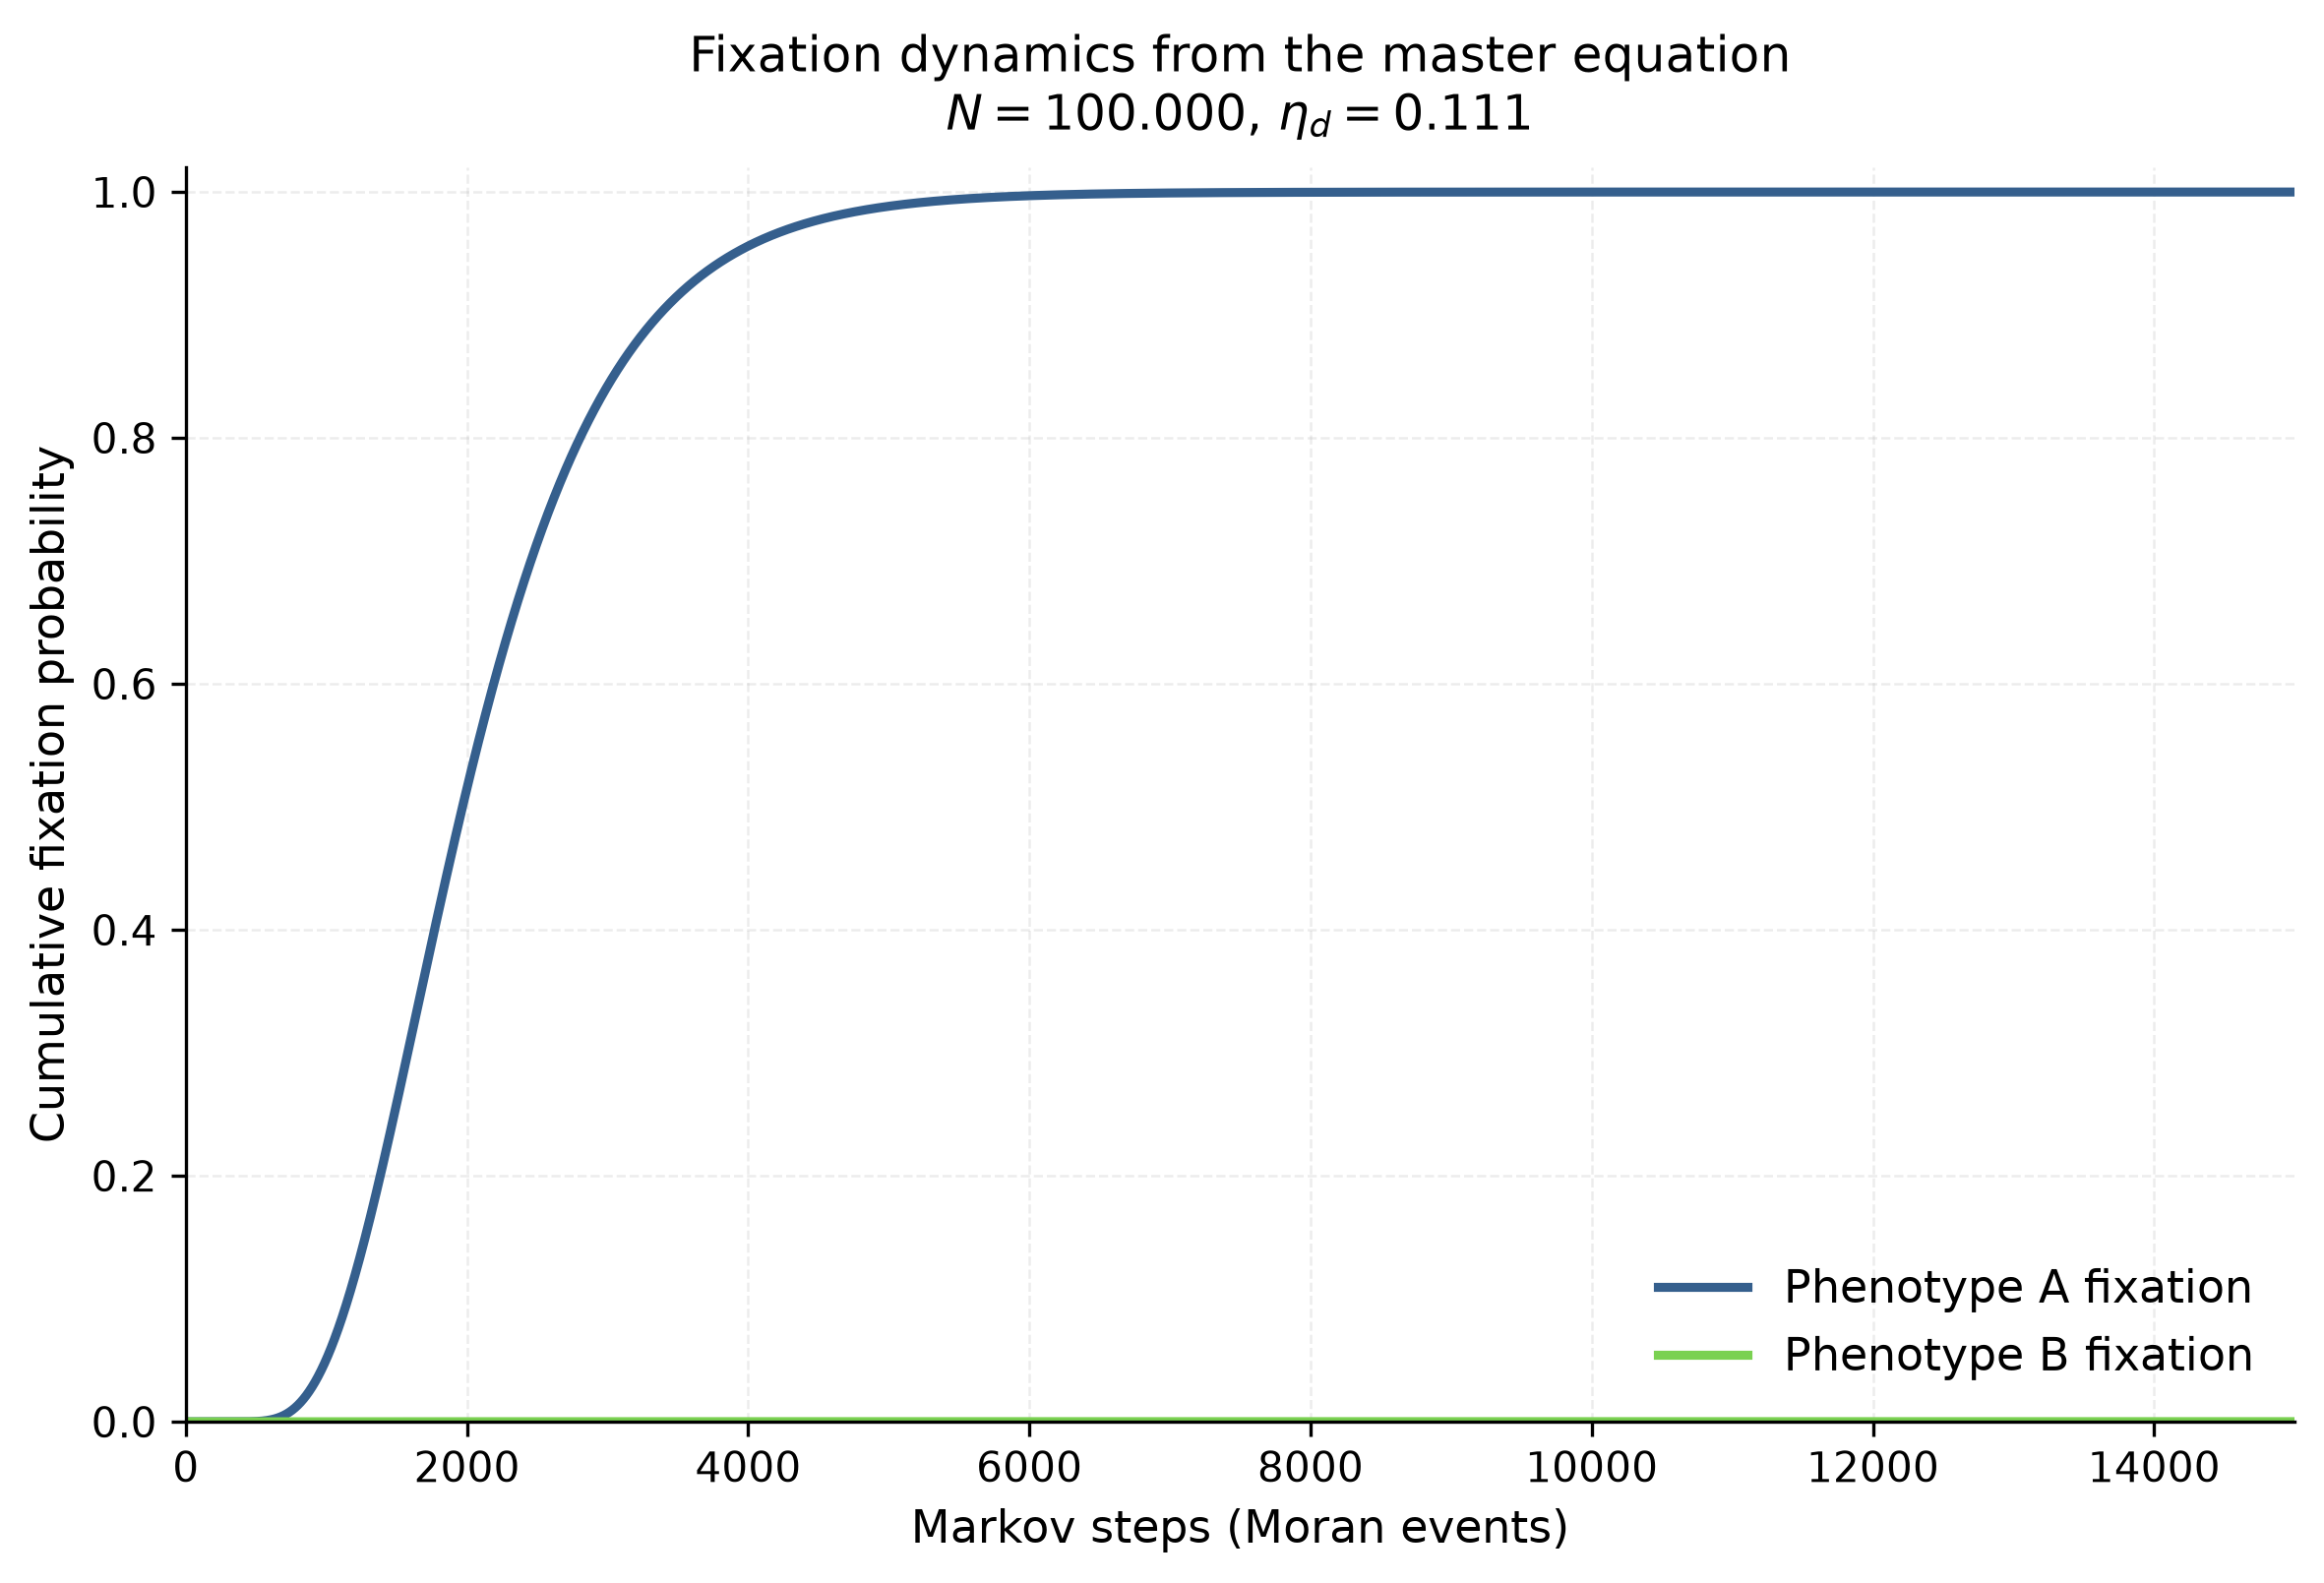 Fixation dynamics from the master equation
N = 100.000, η_d = 0.111
Cumulative fixation probability
1.0
0.8
0.6
0.4
0.2
0.0
Phenotype A fixation
Phenotype B fixation
0 2000 4000 6000 8000 10000 12000 14000
Markov steps (Moran events)